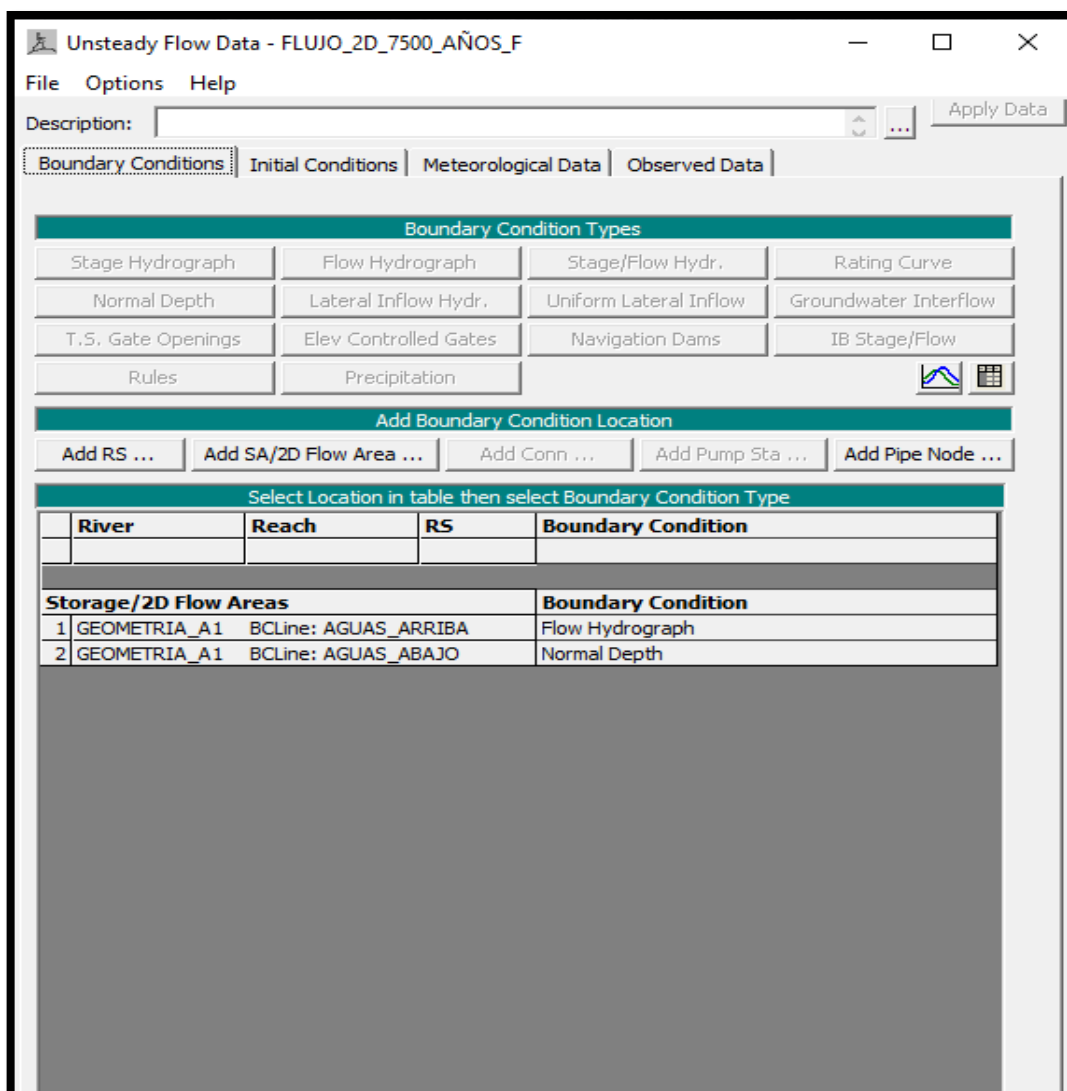 Unsteady Flow Data - FLUJO_2D_7500_AÑOS_F
File Options Help
Description: ... Apply Data
Boundary Conditions Initial Conditions Meteorological Data Observed Data
Boundary Condition Types
Stage Hydrograph Flow Hydrograph Stage/Flow Hydr. Rating Curve
Normal Depth Lateral Inflow Hydr. Uniform Lateral Inflow Groundwater Interflow
T.S. Gate Openings Elev Controlled Gates Navigation Dams IB Stage/Flow
Rules Precipitation
Add Boundary Condition Location
Add RS ... Add SA/2D Flow Area ... Add Conn ... Add Pump Sta ... Add Pipe Node ...
Select Location in table then select Boundary Condition Type
River Reach RS Boundary Condition
Storage/2D Flow Areas Boundary Condition
1 GEOMETRIA_A1 BCLine: AGUAS_ARRIBA Flow Hydrograph
2 GEOMETRIA_A1 BCLine: AGUAS_ABAJO Normal Depth